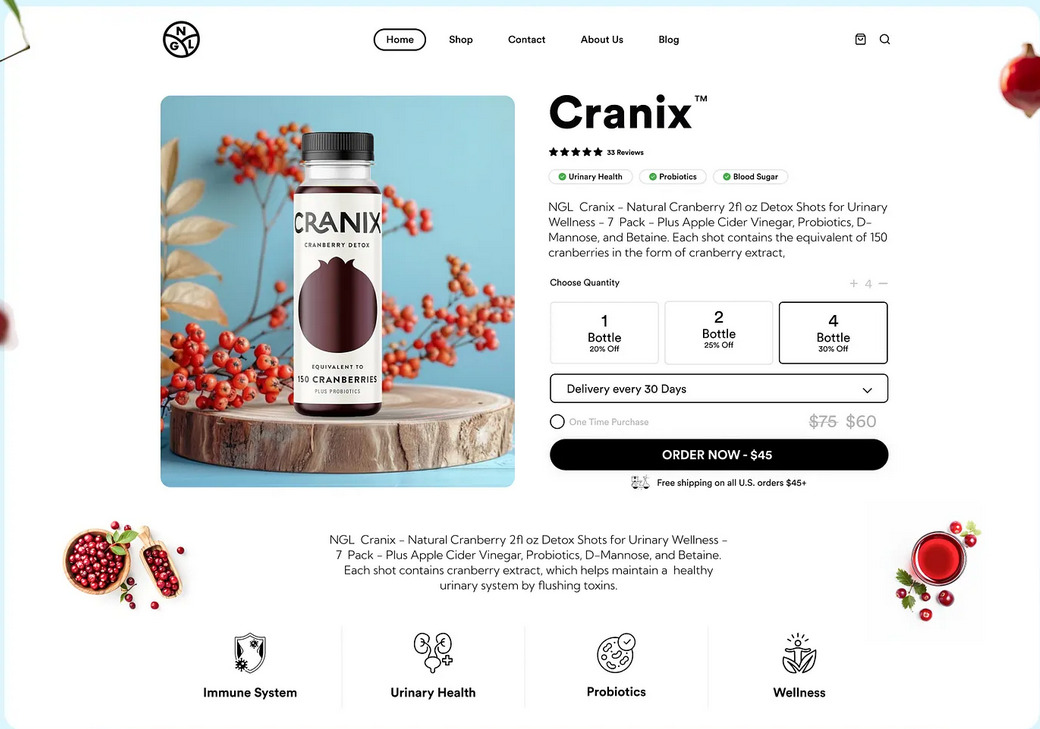 N
G L
Home
Shop
Contact
About Us
Blog
Cranix™
33 Reviews
Urinary Health
Probiotics
Blood Sugar
NGL Cranix - Natural Cranberry 2fl oz Detox Shots for Urinary
Wellness - 7 Pack - Plus Apple Cider Vinegar, Probiotics, D-
Mannose, and Betaine. Each shot contains the equivalent of 150
cranberries in the form of cranberry extract,
Choose Quantity
+ 4 −
1
Bottle
20% Off
2
Bottle
25% Off
4
Bottle
30% Off
Delivery every 30 Days
One Time Purchase
$75 $60
ORDER NOW - $45
Free shipping on all U.S. orders $45+
CRANIX
CRANBERRY DETOX
EQUIVALENT TO
150 CRANBERRIES
PLUS PROBIOTICS
NGL Cranix - Natural Cranberry 2fl oz Detox Shots for Urinary Wellness -
7 Pack - Plus Apple Cider Vinegar, Probiotics, D-Mannose, and Betaine.
Each shot contains cranberry extract, which helps maintain a healthy
urinary system by flushing toxins.
Immune System
Urinary Health
Probiotics
Wellness